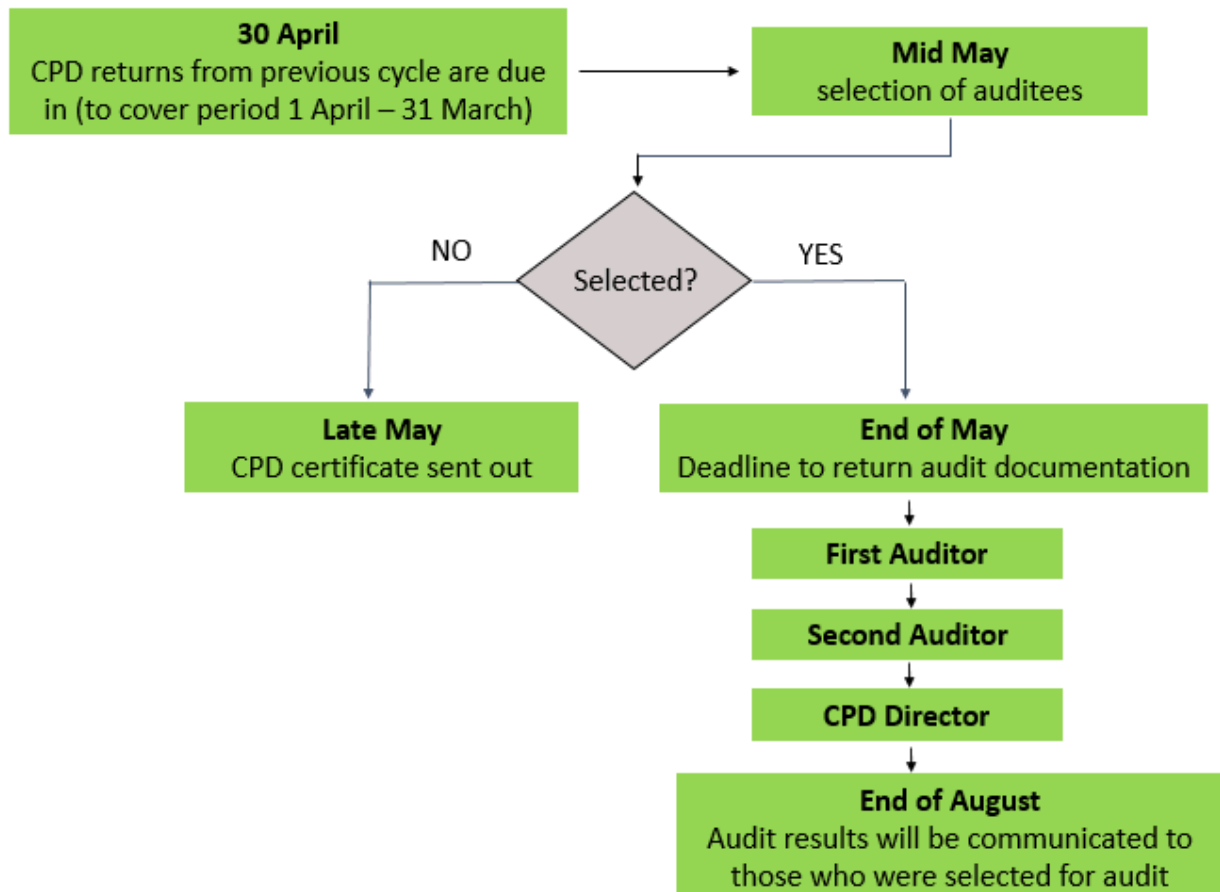 30 April
CPD returns from previous cycle are due
in (to cover period 1 April – 31 March)
Mid May
selection of auditees
NO
YES
Selected?
Late May
CPD certificate sent out
End of May
Deadline to return audit documentation
First Auditor
Second Auditor
CPD Director
End of August
Audit results will be communicated to
those who were selected for audit